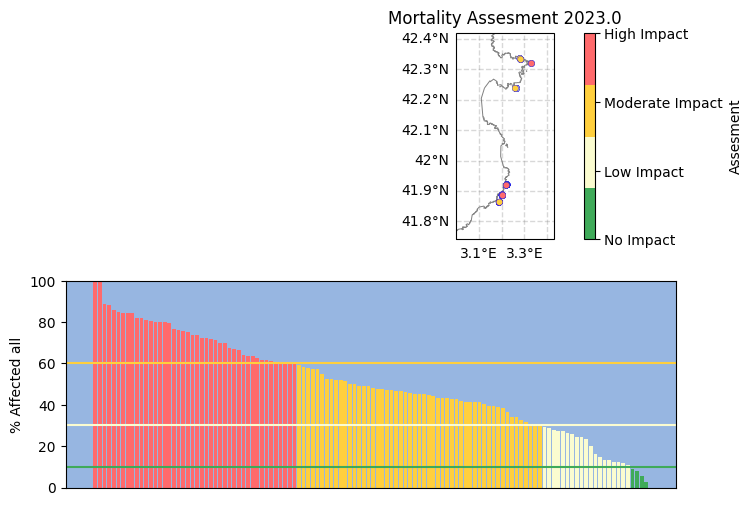 Mortality Assesment 2023.0
42.4°N
42.3°N
42.2°N
42.1°N
42°N
41.9°N
41.8°N
3.1°E 3.3°E
High Impact
Moderate Impact
Low Impact
No Impact
Assesment
% Affected all
100
80
60
40
20
0